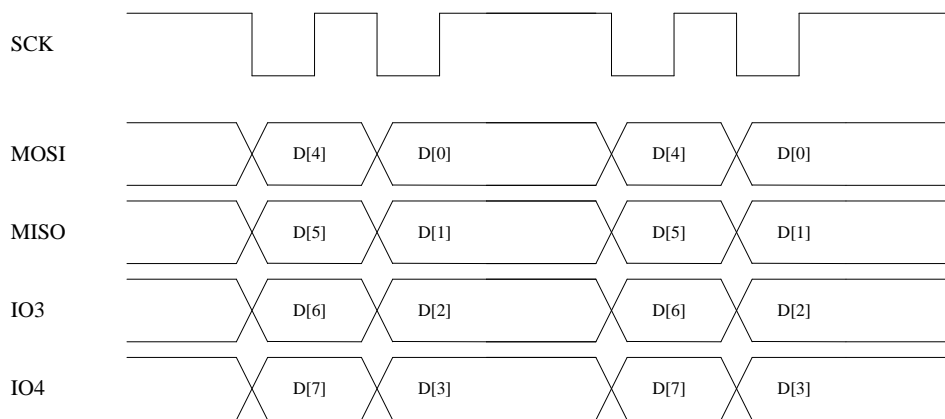 SCK
MOSI D[4] D[0] D[4] D[0]
MISO D[5] D[1] D[5] D[1]
IO3 D[6] D[2] D[6] D[2]
IO4 D[7] D[3] D[7] D[3]